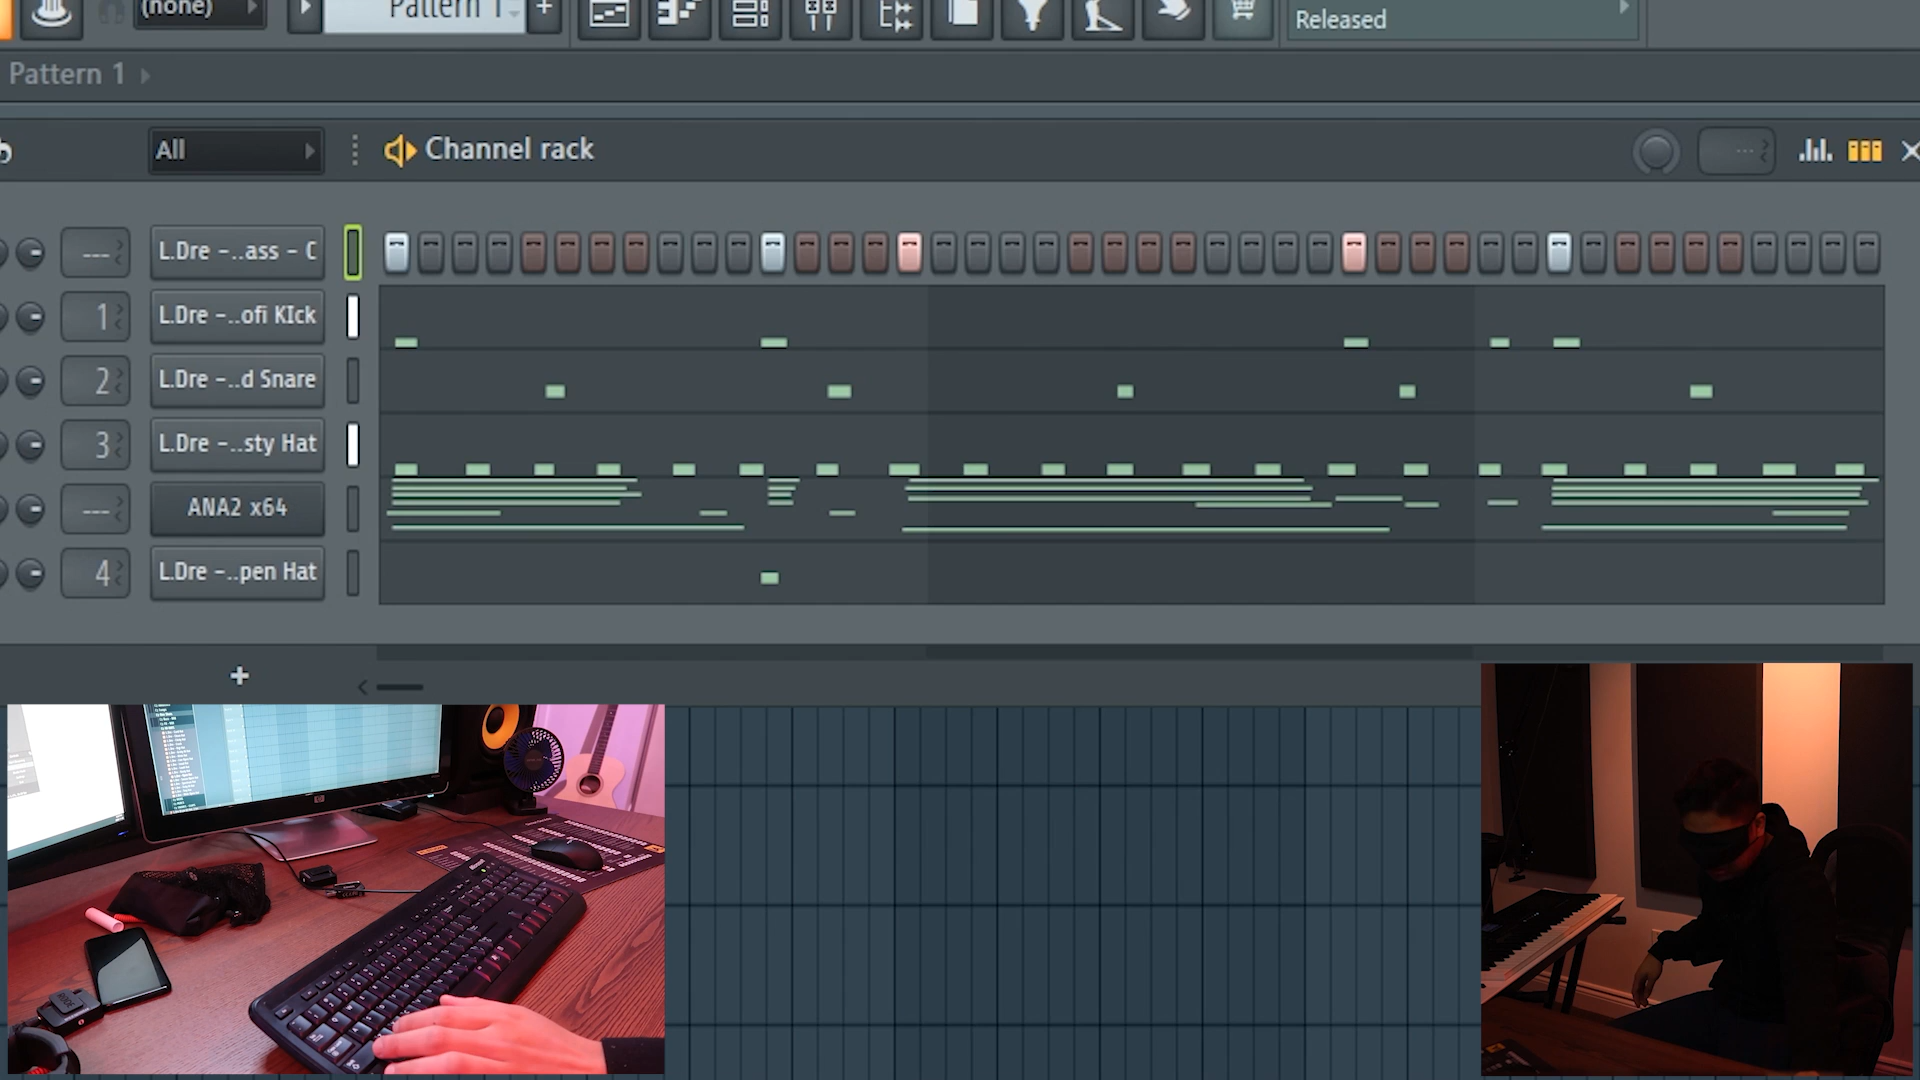 (none)
Pattern 1
+
Released
Pattern 1
All
Channel rack
---
L.Dre -..ass - C
1
L.Dre -..ofi KIck
2
L.Dre -..d Snare
3
L.Dre -..sty Hat
---
ANA2 x64
4
L.Dre -..pen Hat
+